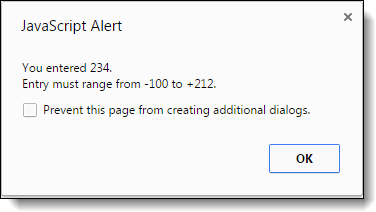 JavaScript Alert
You entered 234.
Entry must range from -100 to +212.
Prevent this page from creating additional dialogs.
OK